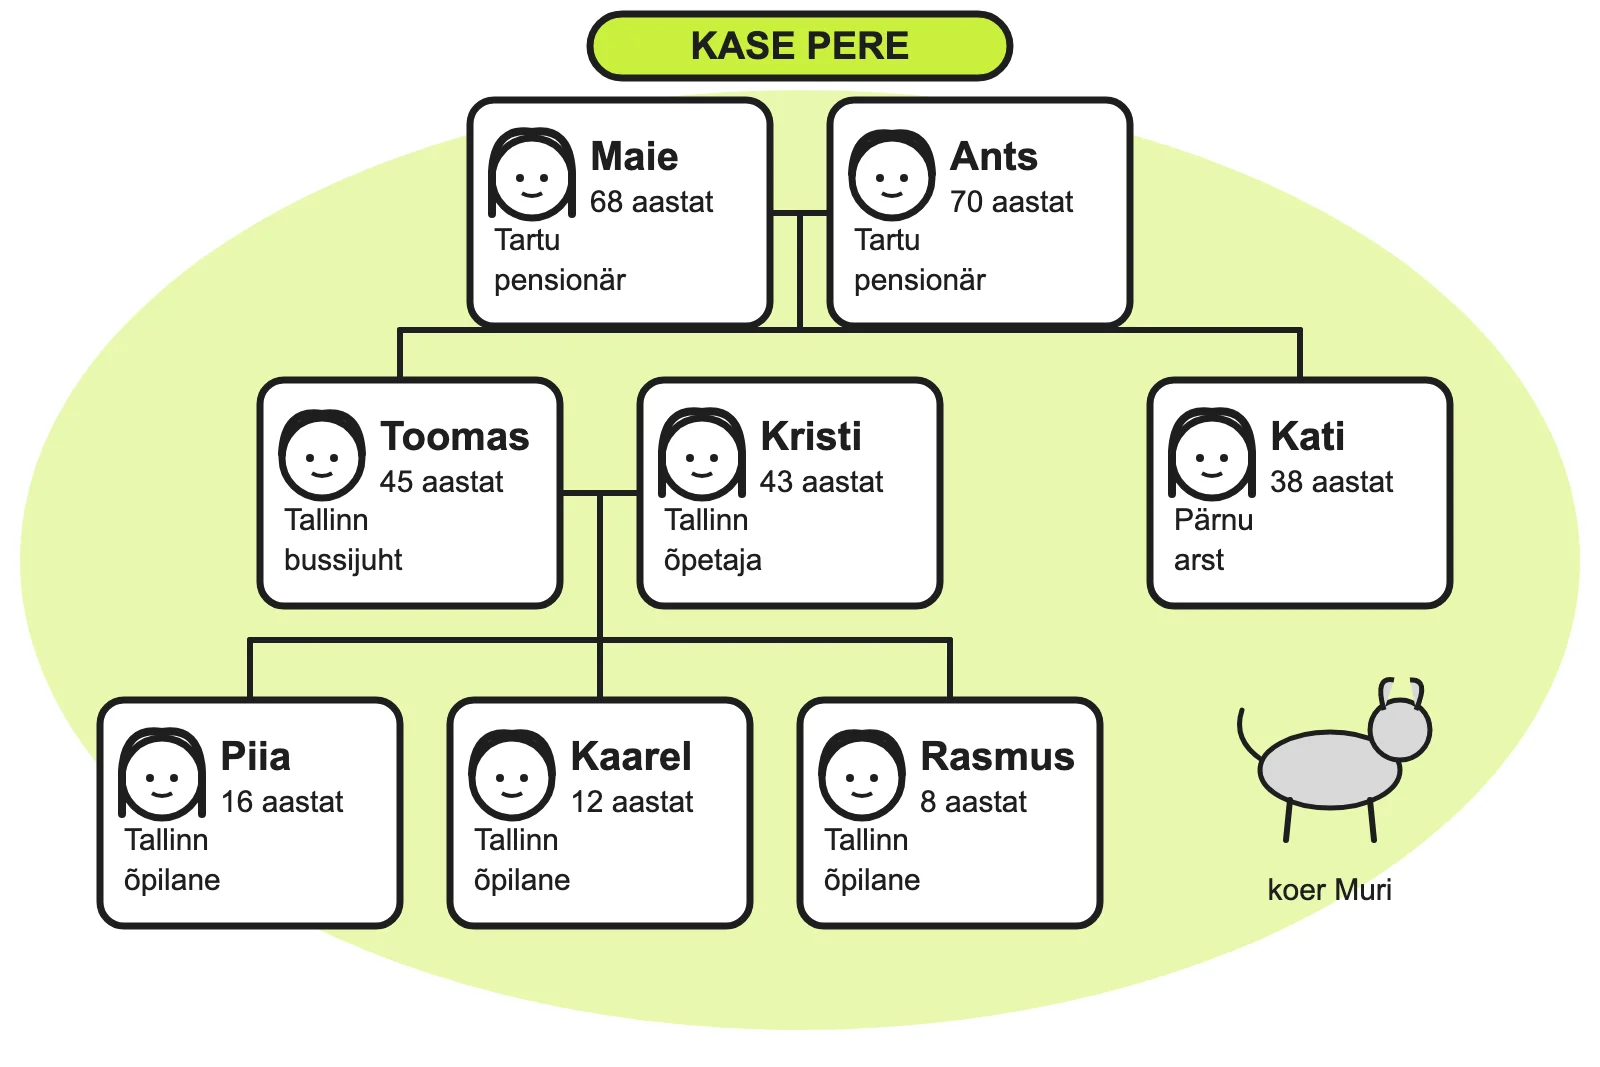 KASE PERE
Maie
68 aastat
Tartu
pensionär
Ants
70 aastat
Tartu
pensionär
Toomas
45 aastat
Tallinn
bussijuht
Kristi
43 aastat
Tallinn
õpetaja
Kati
38 aastat
Pärnu
arst
Piia
16 aastat
Tallinn
õpilane
Kaarel
12 aastat
Tallinn
õpilane
Rasmus
8 aastat
Tallinn
õpilane
koer Muri